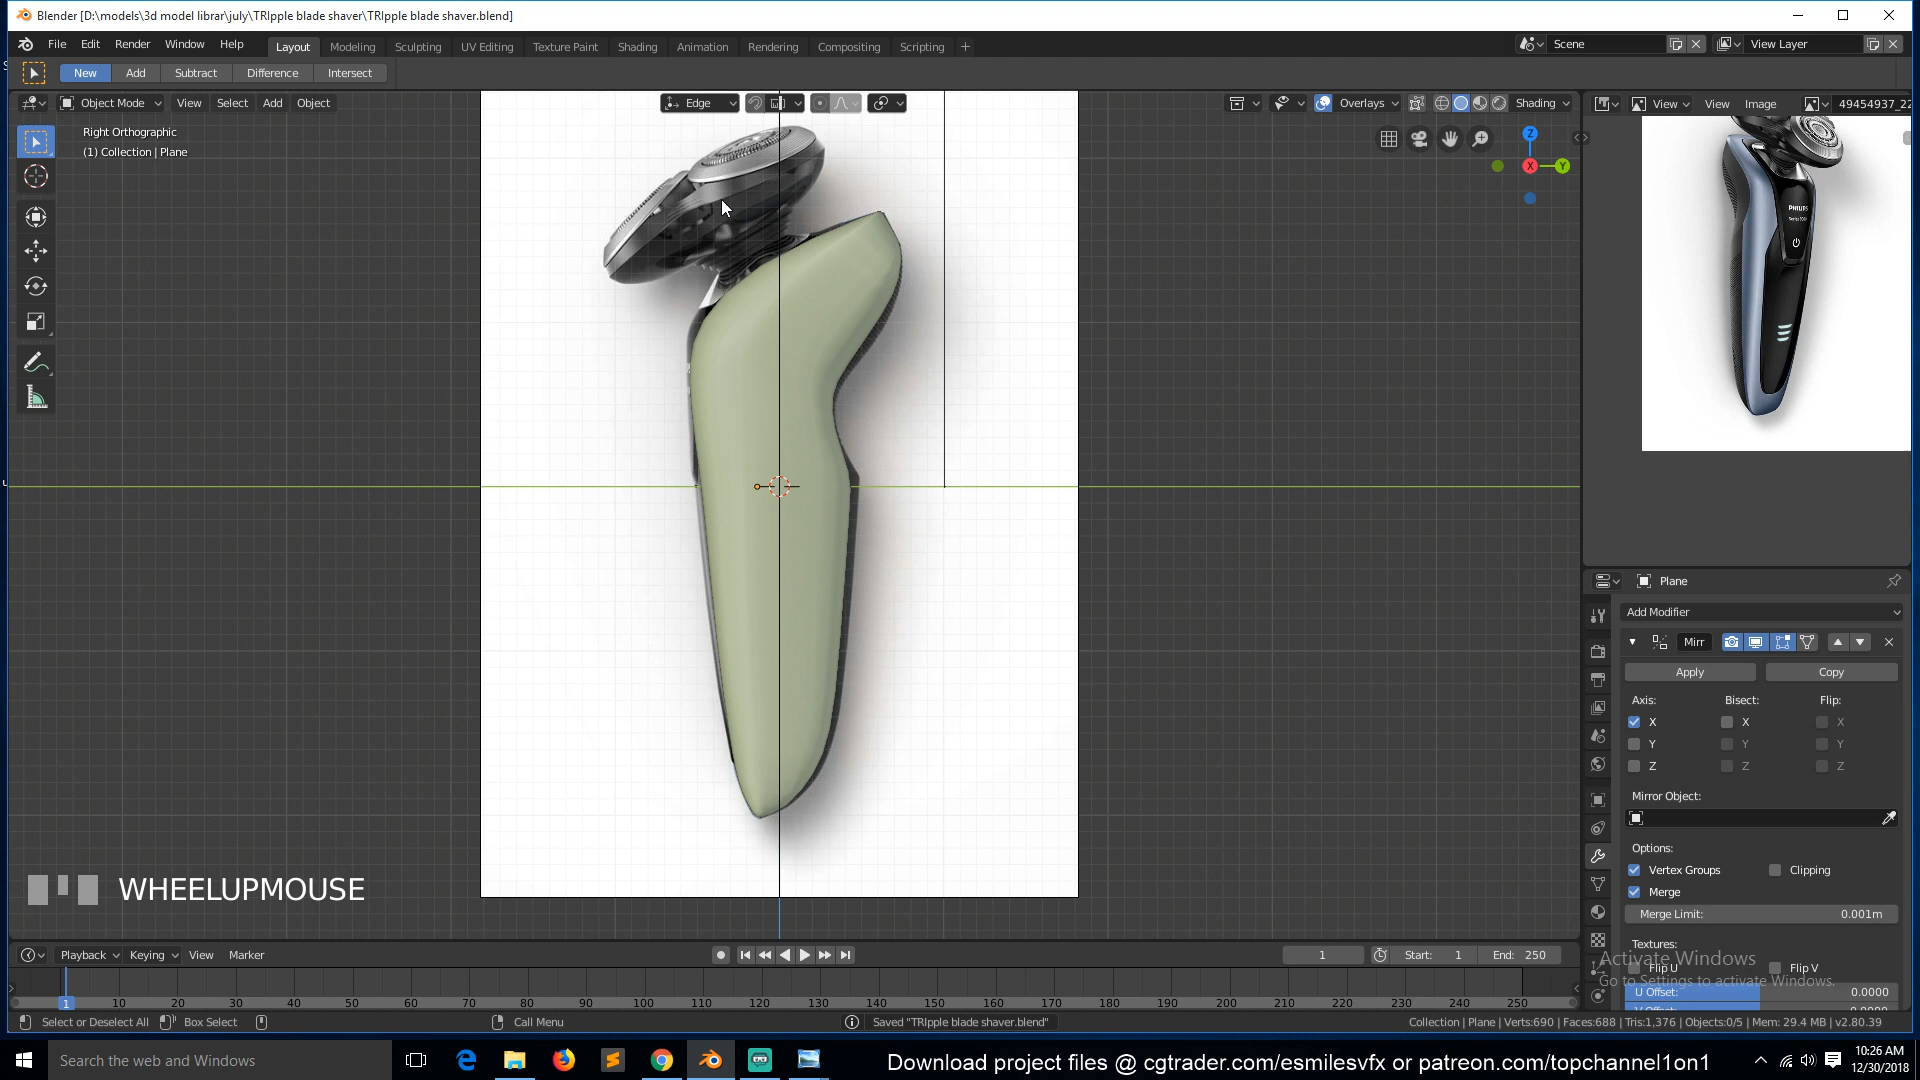 Blender [D:\models\3d model librar\july\TRIpple blade shaver\TRIpple blade shaver.blend]
File Edit Render Window Help Layout Modeling Sculpting UV Editing Texture Paint Shading Animation Rendering Compositing Scripting + Scene View Layer
New Add Subtract Difference Intersect
Object Mode View Select Add Object Edge Overlays Shading View View Image 49454937_22
Right Orthographic
(1) Collection | Plane
Z
X Y
PHILIPS
Plane
Add Modifier
Mirr
Apply Copy
Axis: Bisect: Flip:
X X X
Y Y Y
Z Z Z
Mirror Object:
Options:
Vertex Groups Clipping
Merge
Merge Limit: 0.001m
Textures:
Flip U Flip V
U Offset: 0.0000
Activate Windows
Go to Settings to activate Windows.
WHEELUPMOUSE
Playback Keying View Marker 1 Start: 1 End: 250
1 10 20 30 40 50 60 70 80 90 100 110 120 130 140 150 160 170 180 190 200 210 220 230 240 250
Select or Deselect All Box Select Call Menu Saved "TRIpple blade shaver.blend" Collection | Plane | Verts:690 | Faces:688 | Tris:1,376 | Objects:0/5 | Mem: 29.4 MB | v2.80.39
Search the web and Windows
Download project files @ cgtrader.com/esmilesvfx or patreon.com/topchannel1on1
10:26 AM
12/30/2018